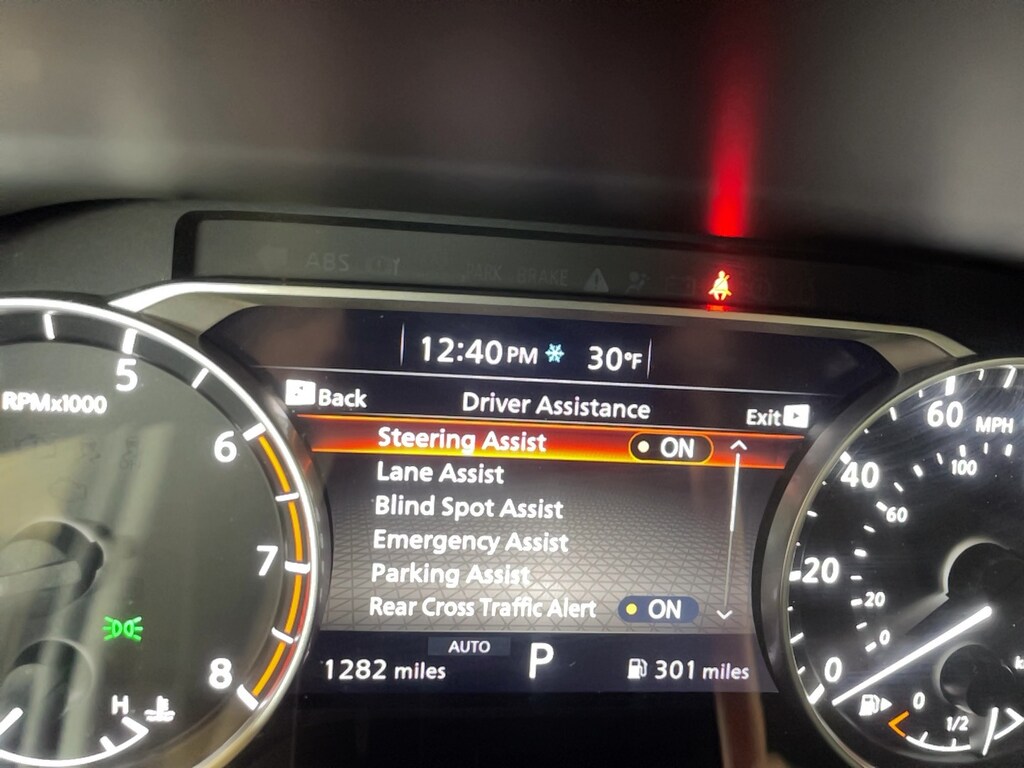 ABS
PARK BRAKE
12:40 PM 30°F
Back Driver Assistance Exit
Steering Assist ON
Lane Assist
Blind Spot Assist
Emergency Assist
Parking Assist
Rear Cross Traffic Alert ON
AUTO
1282 miles P 301 miles
RPMx1000
5
6
7
8
H
60 MPH
100
40
60
20
20
0
0
0
1/2